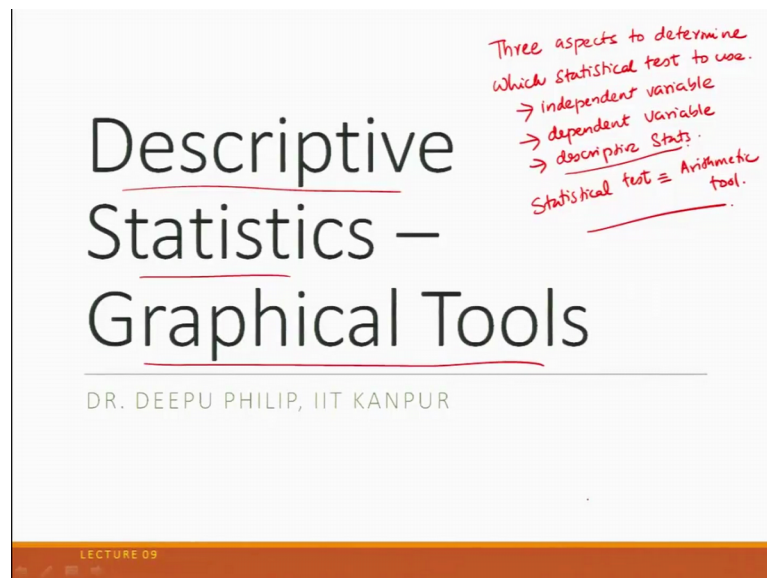 Three aspects to determine
which statistical test to use.
→ independent variable
→ dependent variable
→ descriptive Stats.
Statistical test ≡ Arithmetic
tool.
Descriptive
Statistics –
Graphical Tools
DR. DEEPU PHILIP, IIT KANPUR
LECTURE 09